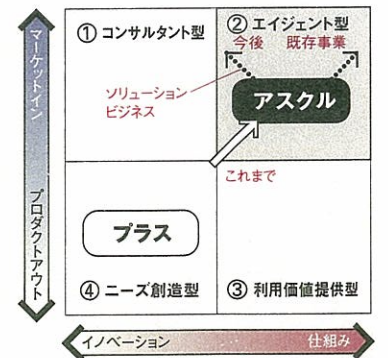 マーケットイン
プロダクトアウト
① コンサルタント型
② エイジェント型
今後 既存事業
ソリューション
ビジネス
アスクル
これまで
プラス
④ ニーズ創造型
③ 利用価値提供型
イノベーション
仕組み